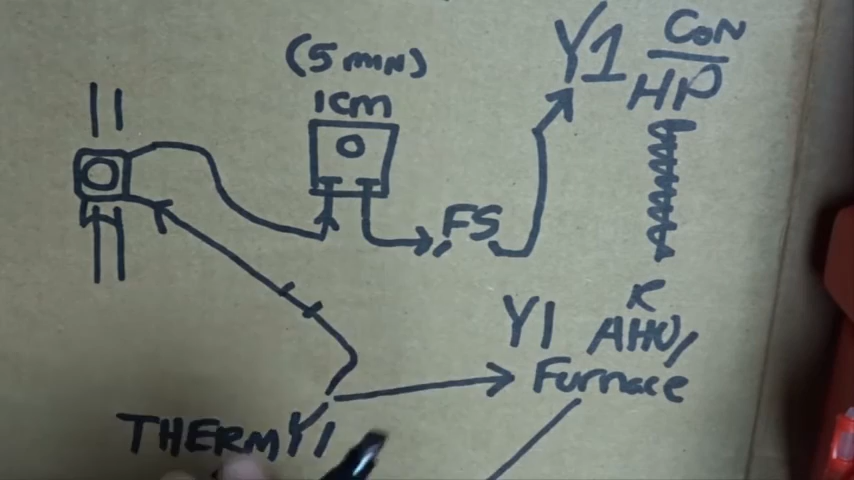 (5 min)
1cm
Y1 CON
HP
FS
R
Y1 AHU/
Furnace
THERM Y1